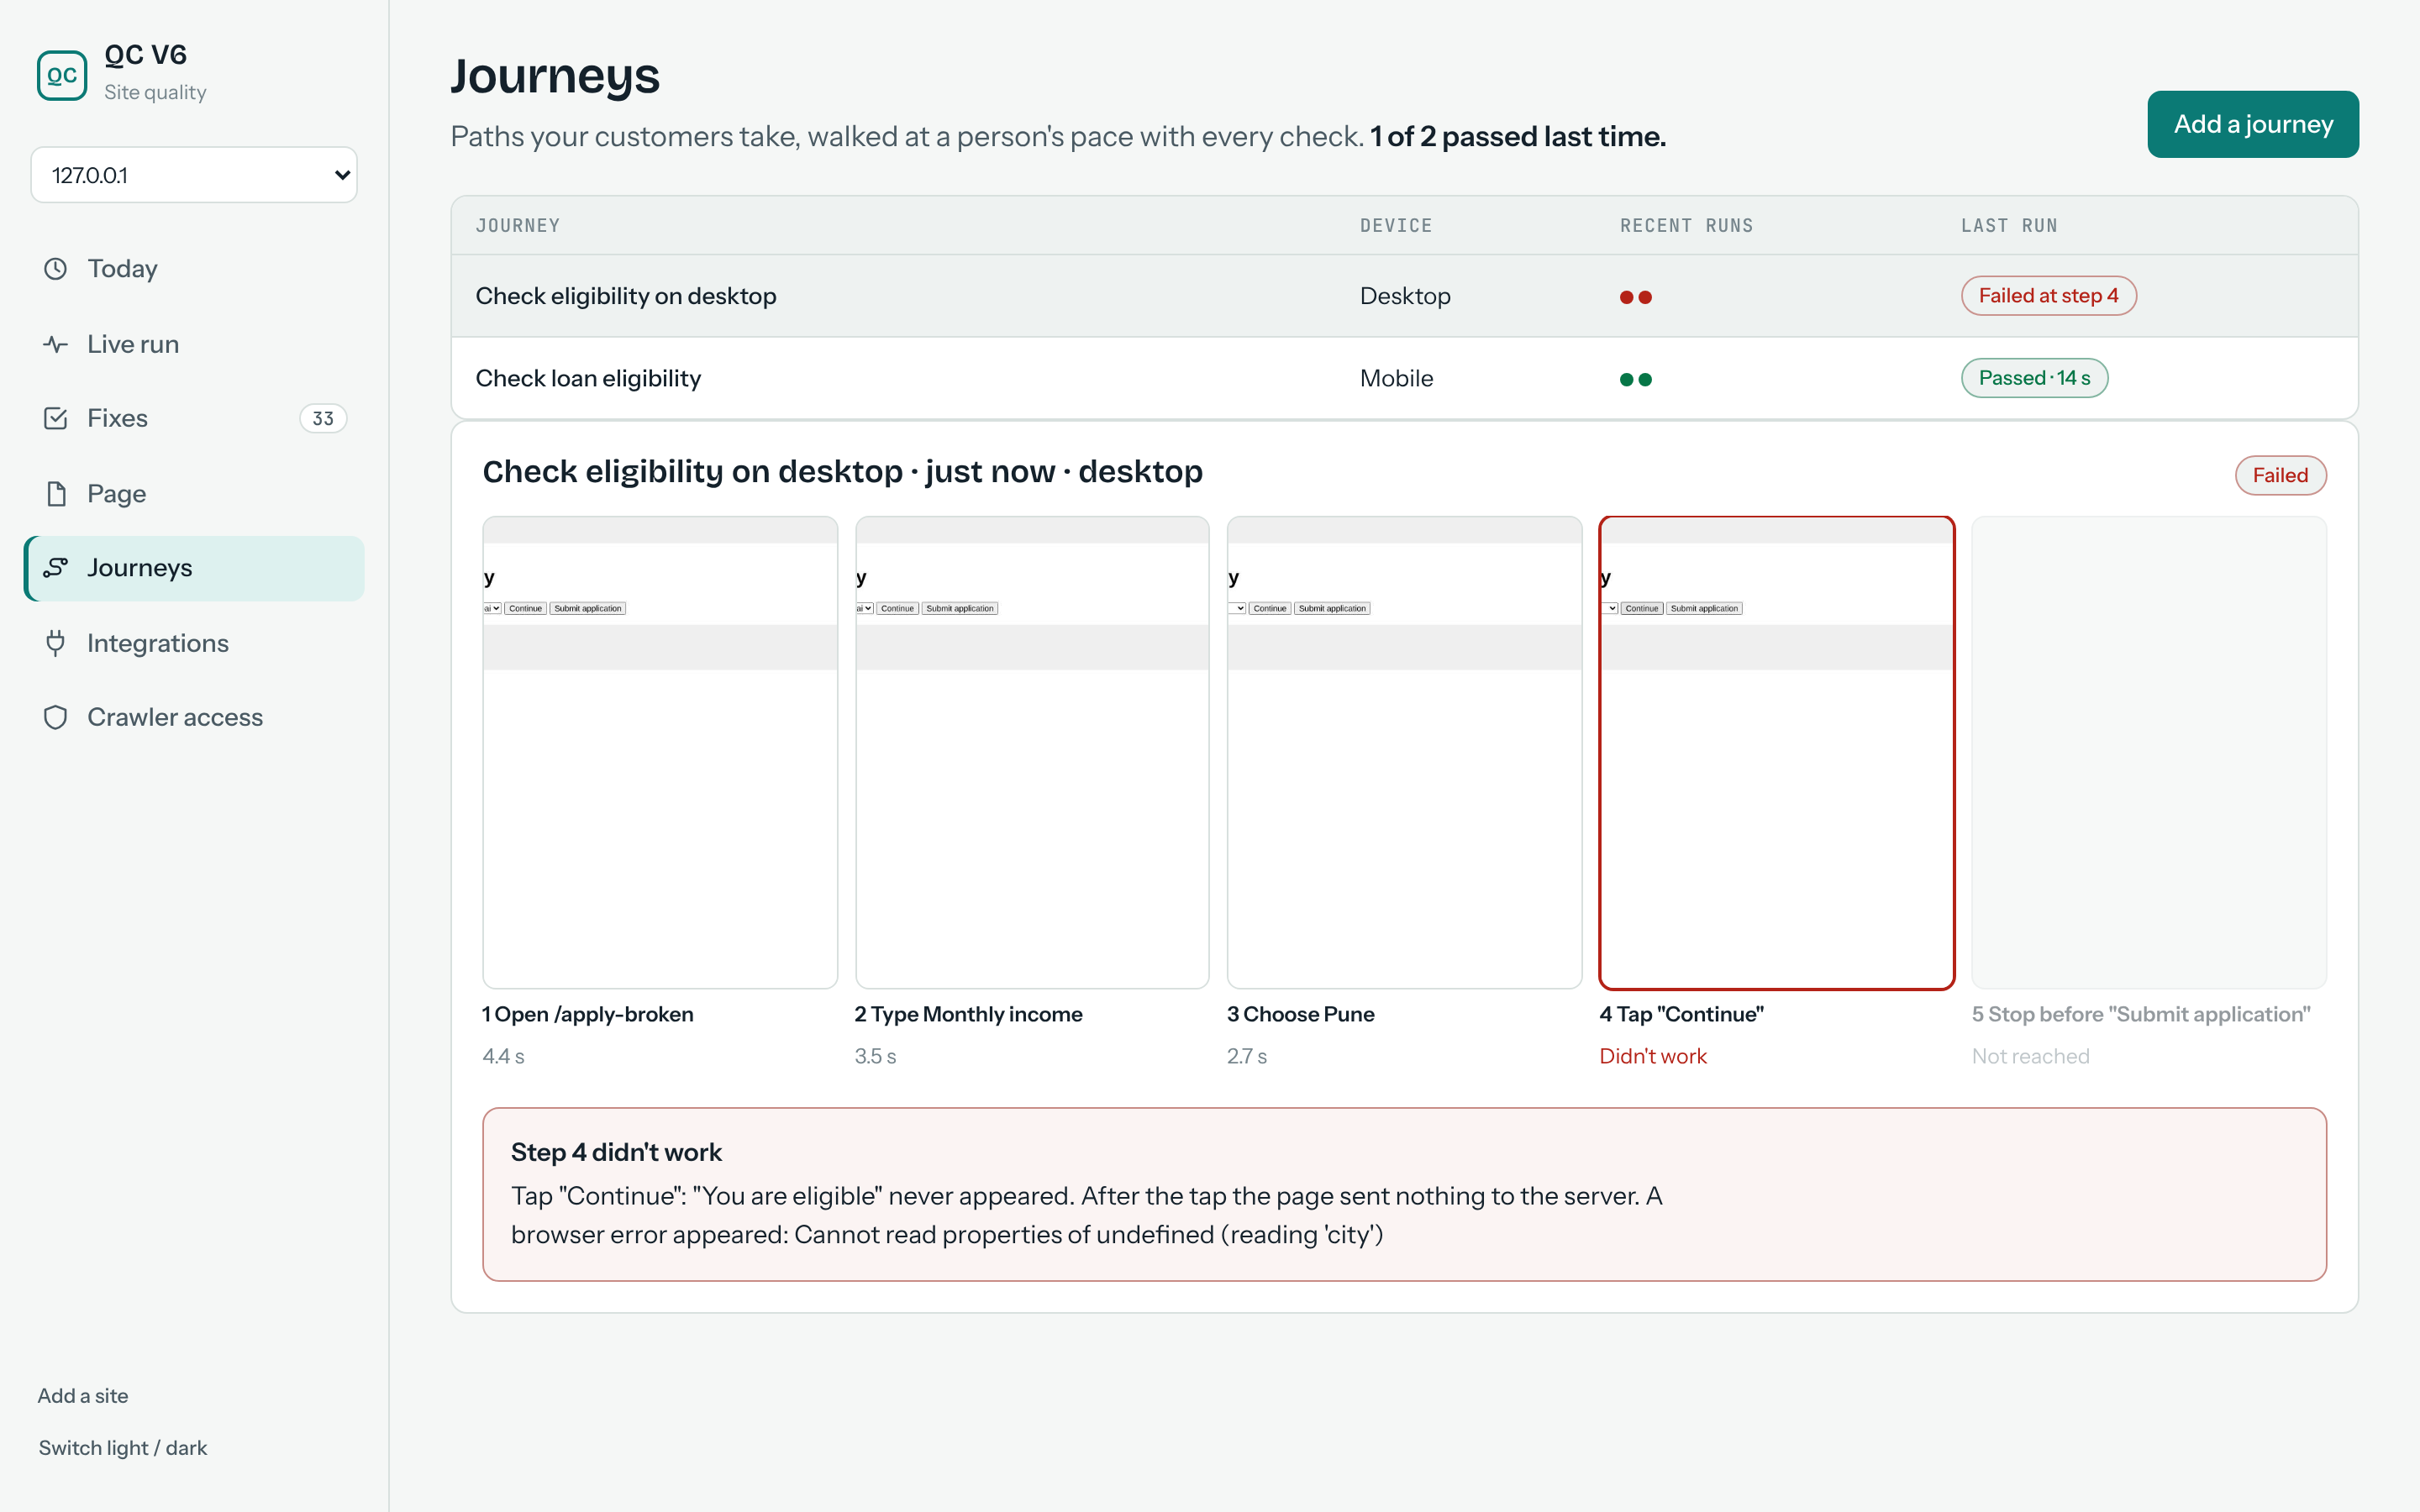 QC
QC V6
Site quality
127.0.0.1
Today
Live run
Fixes 33
Page
Journeys
Integrations
Crawler access
Add a site
Switch light / dark
Journeys
Paths your customers take, walked at a person's pace with every check. 1 of 2 passed last time.
Add a journey
JOURNEY DEVICE RECENT RUNS LAST RUN
Check eligibility on desktop Desktop Failed at step 4
Check loan eligibility Mobile Passed · 14 s
Check eligibility on desktop · just now · desktop
Failed
y
ai Continue Submit application
1 Open /apply-broken
4.4 s
y
ai Continue Submit application
2 Type Monthly income
3.5 s
y
Continue Submit application
3 Choose Pune
2.7 s
y
Continue Submit application
4 Tap "Continue"
Didn't work
5 Stop before "Submit application"
Not reached
Step 4 didn't work
Tap "Continue": "You are eligible" never appeared. After the tap the page sent nothing to the server. A
browser error appeared: Cannot read properties of undefined (reading 'city')